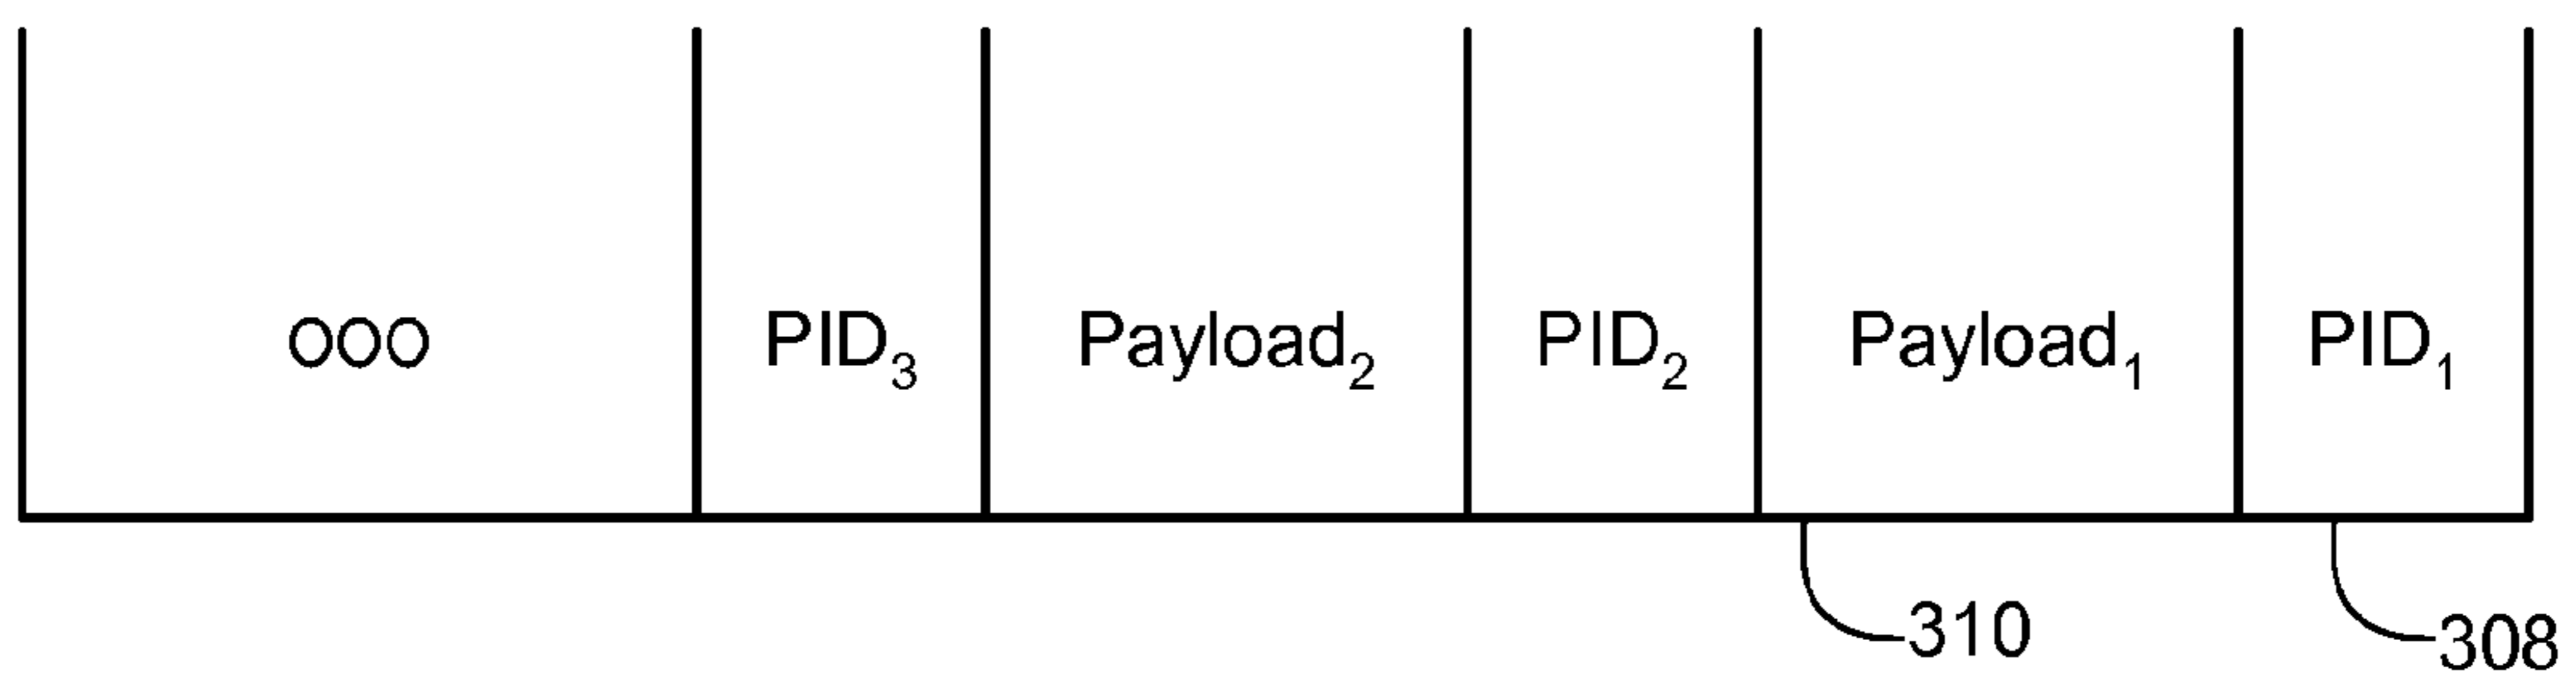 ooo PID₃ Payload₂ PID₂ Payload₁ PID₁
310 308